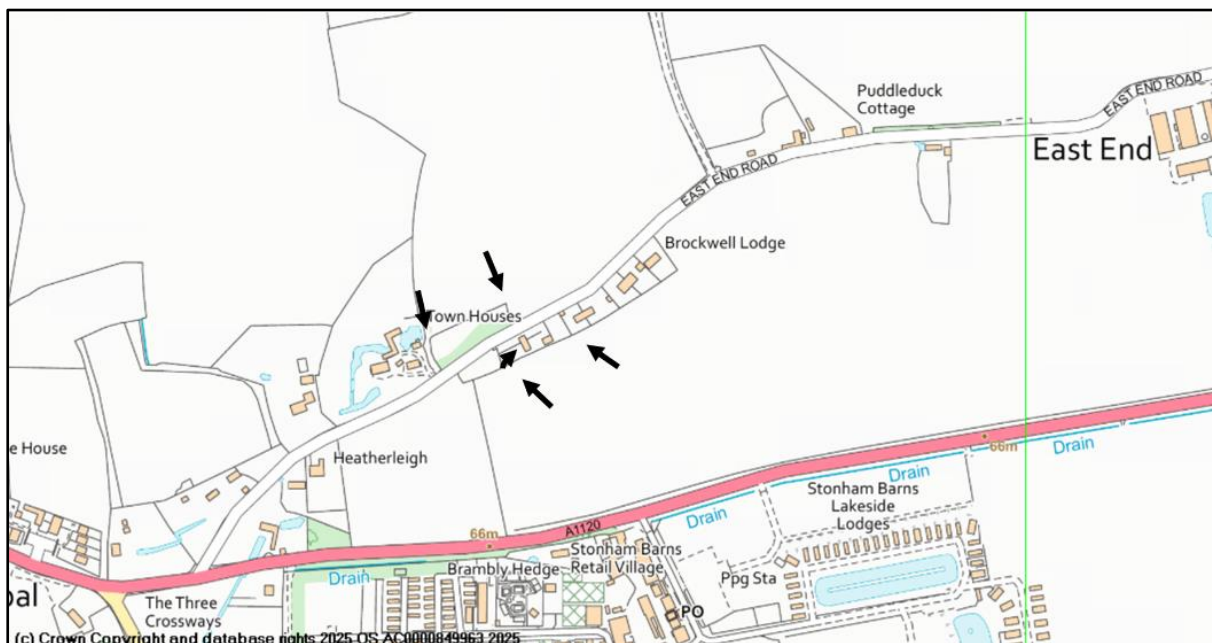 Puddleduck
Cottage
EAST END ROAD
East End
EAST END ROAD
Brockwell Lodge
Town Houses
e House
Heatherleigh
66m
Drain
Drain
Stonham Barns
Lakeside
Lodges
A1120
66m
Stonham Barns
Retail Village
Drain
Brambly Hedge
Ppg Sta
The Three
Crossways
PO
(c) Crown Copyright and database rights 2025 OS AC0000849963 2025